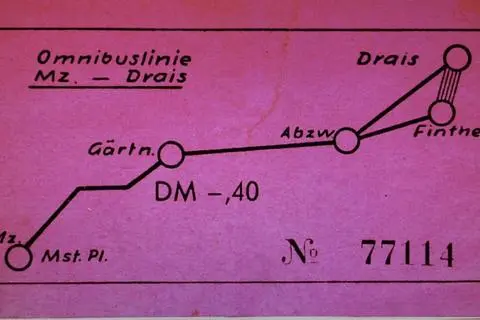 Omnibuslinie
Mz. — Drais
Drais
Finthe
Abzw.
Gärtn.
DM –,40
Mz.
Mst. Pl.
№ 77114